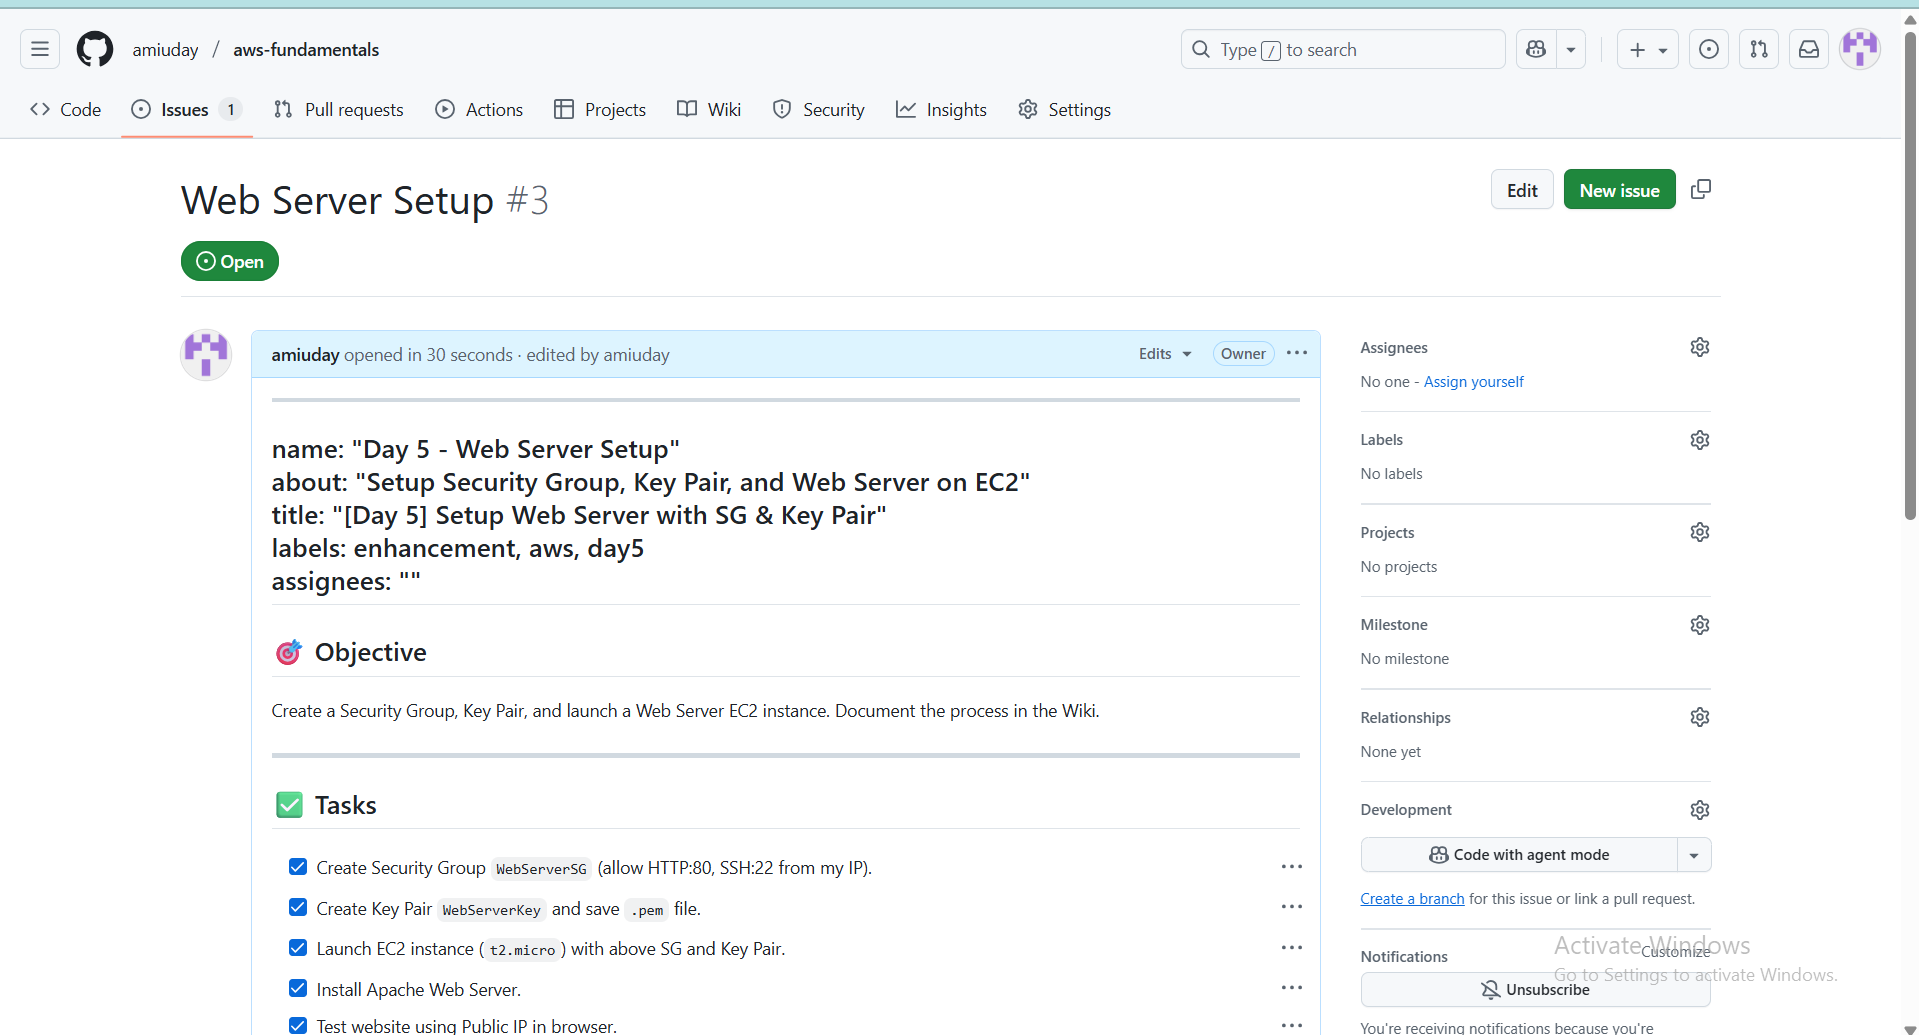 amiuday / aws-fundamentals
Type / to search
Code
Issues 1
Pull requests
Actions
Projects
Wiki
Security
Insights
Settings
Web Server Setup #3
Edit
New issue
Open
amiuday opened in 30 seconds · edited by amiuday
Edits
Owner
name: "Day 5 - Web Server Setup"
about: "Setup Security Group, Key Pair, and Web Server on EC2"
title: "[Day 5] Setup Web Server with SG & Key Pair"
labels: enhancement, aws, day5
assignees: ""
Objective
Create a Security Group, Key Pair, and launch a Web Server EC2 instance. Document the process in the Wiki.
Tasks
Create Security Group WebServerSG (allow HTTP:80, SSH:22 from my IP).
Create Key Pair WebServerKey and save .pem file.
Launch EC2 instance (t2.micro) with above SG and Key Pair.
Install Apache Web Server.
Test website using Public IP in browser.
Assignees
No one - Assign yourself
Labels
No labels
Projects
No projects
Milestone
No milestone
Relationships
None yet
Development
Code with agent mode
Create a branch for this issue or link a pull request.
Notifications
Customize
Unsubscribe
You're receiving notifications because you're
Activate Windows
Go to Settings to activate Windows.